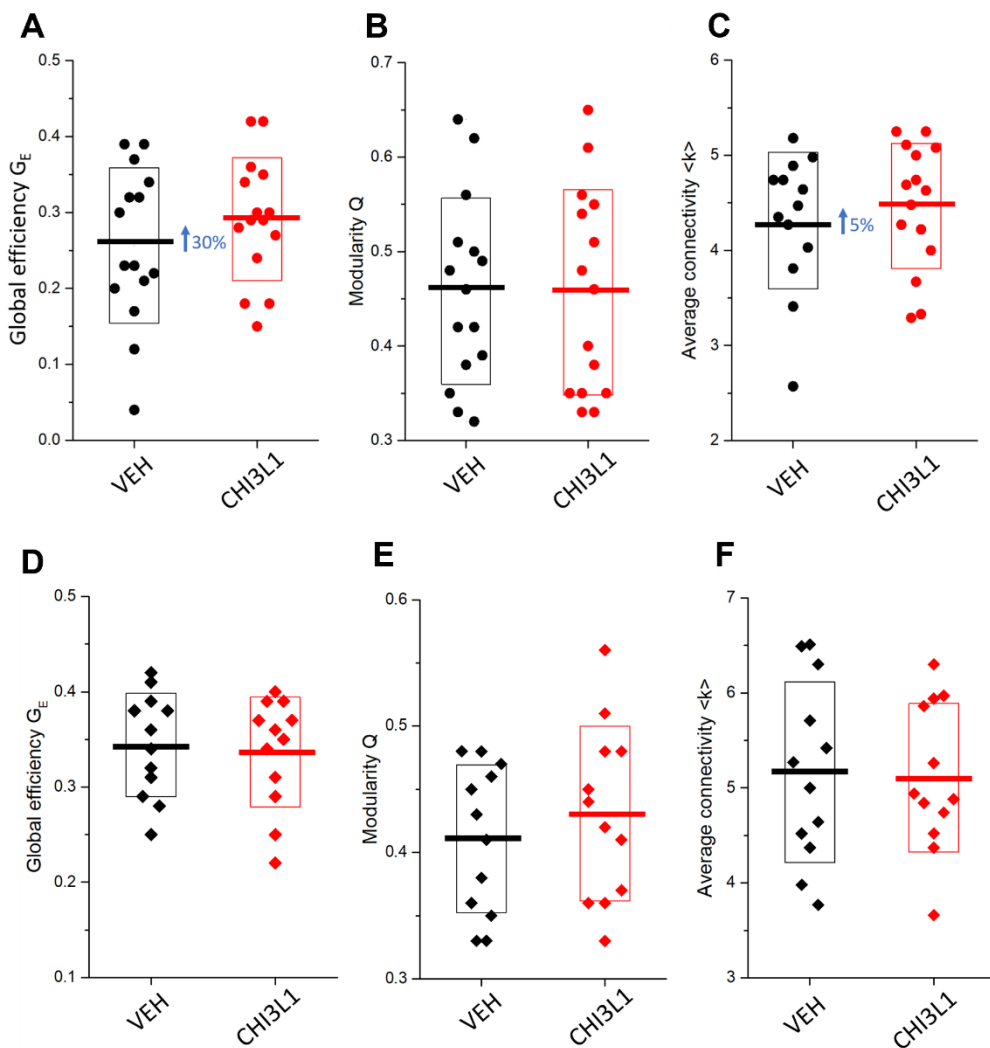 A
Global efficiency G_E
0.5
0.4
0.3
0.2
0.1
0.0
30%
VEH
CHI3L1
B
Modularity Q
0.7
0.6
0.5
0.4
0.3
VEH
CHI3L1
C
Average connectivity <k>
6
5
4
3
2
5%
VEH
CHI3L1
D
Global efficiency G_E
0.5
0.4
0.3
0.2
0.1
VEH
CHI3L1
E
Modularity Q
0.6
0.5
0.4
0.3
VEH
CHI3L1
F
Average connectivity <k>
7
6
5
4
3
VEH
CHI3L1